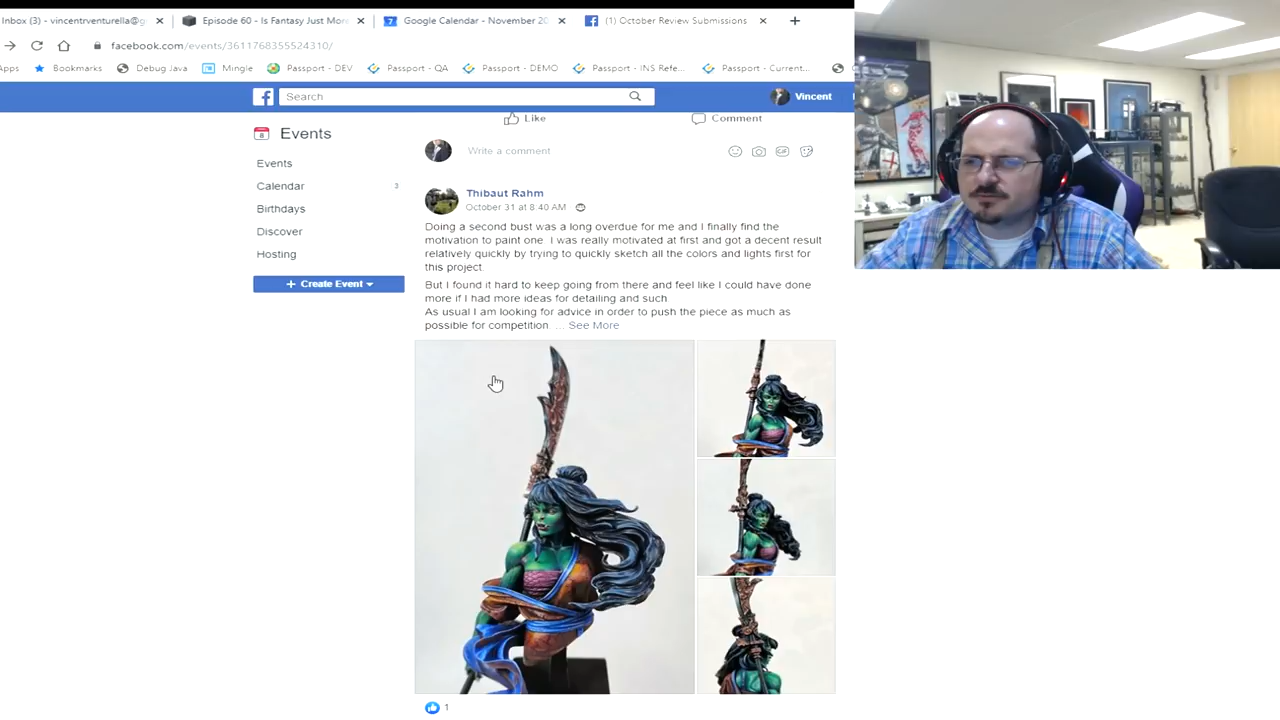 Inbox (3) - vincentrventurella@g
Episode 60 - Is Fantasy Just More
Google Calendar - November 20
(1) October Review Submissions
facebook.com/events/3611768355524310/
Apps
Bookmarks
Debug Java
Mingle
Passport - DEV
Passport - QA
Passport - DEMO
Passport - INS Refe...
Passport - Current...
Search
Vincent
Like
Comment
Events
Write a comment
Events
Calendar
3
Birthdays
Discover
Hosting
+ Create Event
Thibaut Rahm
October 31 at 8:40 AM
Doing a second bust was a long overdue for me and I finally find the
motivation to paint one. I was really motivated at first and got a decent result
relatively quickly by trying to quickly sketch all the colors and lights first for
this project.
But I found it hard to keep going from there and feel like I could have done
more if I had more ideas for detailing and such
As usual I am looking for advice in order to push the piece as much as
possible for competition. ... See More
1